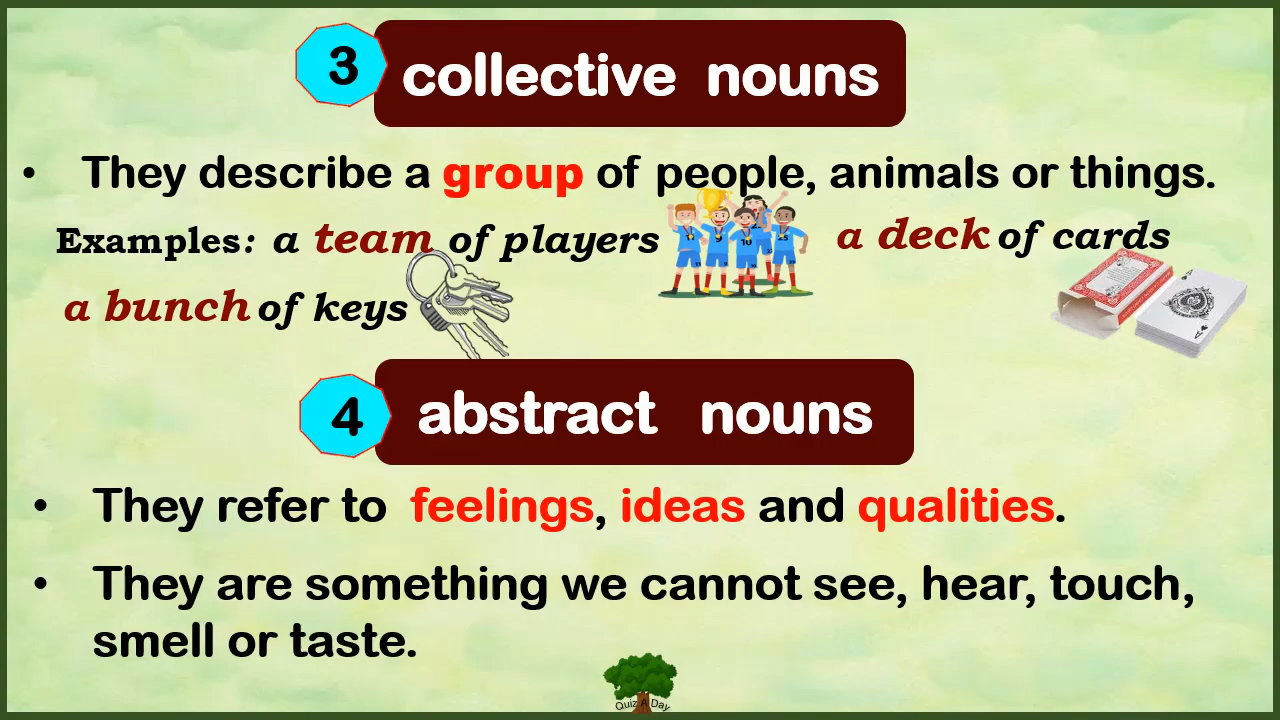 3 collective nouns
• They describe a group of people, animals or things.
Examples: a team of players a deck of cards
a bunch of keys
4 abstract nouns
• They refer to feelings, ideas and qualities.
• They are something we cannot see, hear, touch,
smell or taste.
Quiz A Day